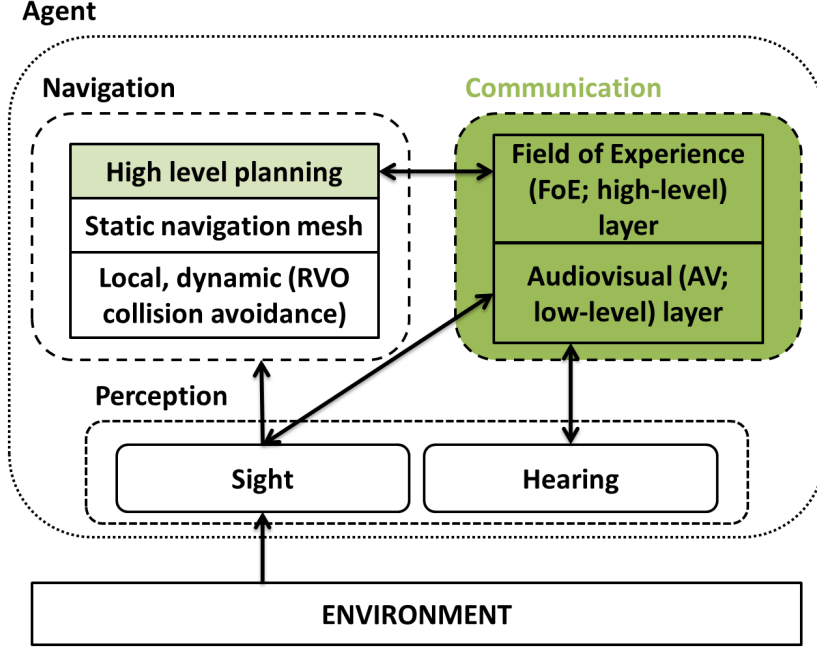 Agent
Navigation
Communication
High level planning
Static navigation mesh
Local, dynamic (RVO
collision avoidance)
Field of Experience
(FoE; high-level)
layer
Audiovisual (AV;
low-level) layer
Perception
Sight
Hearing
ENVIRONMENT